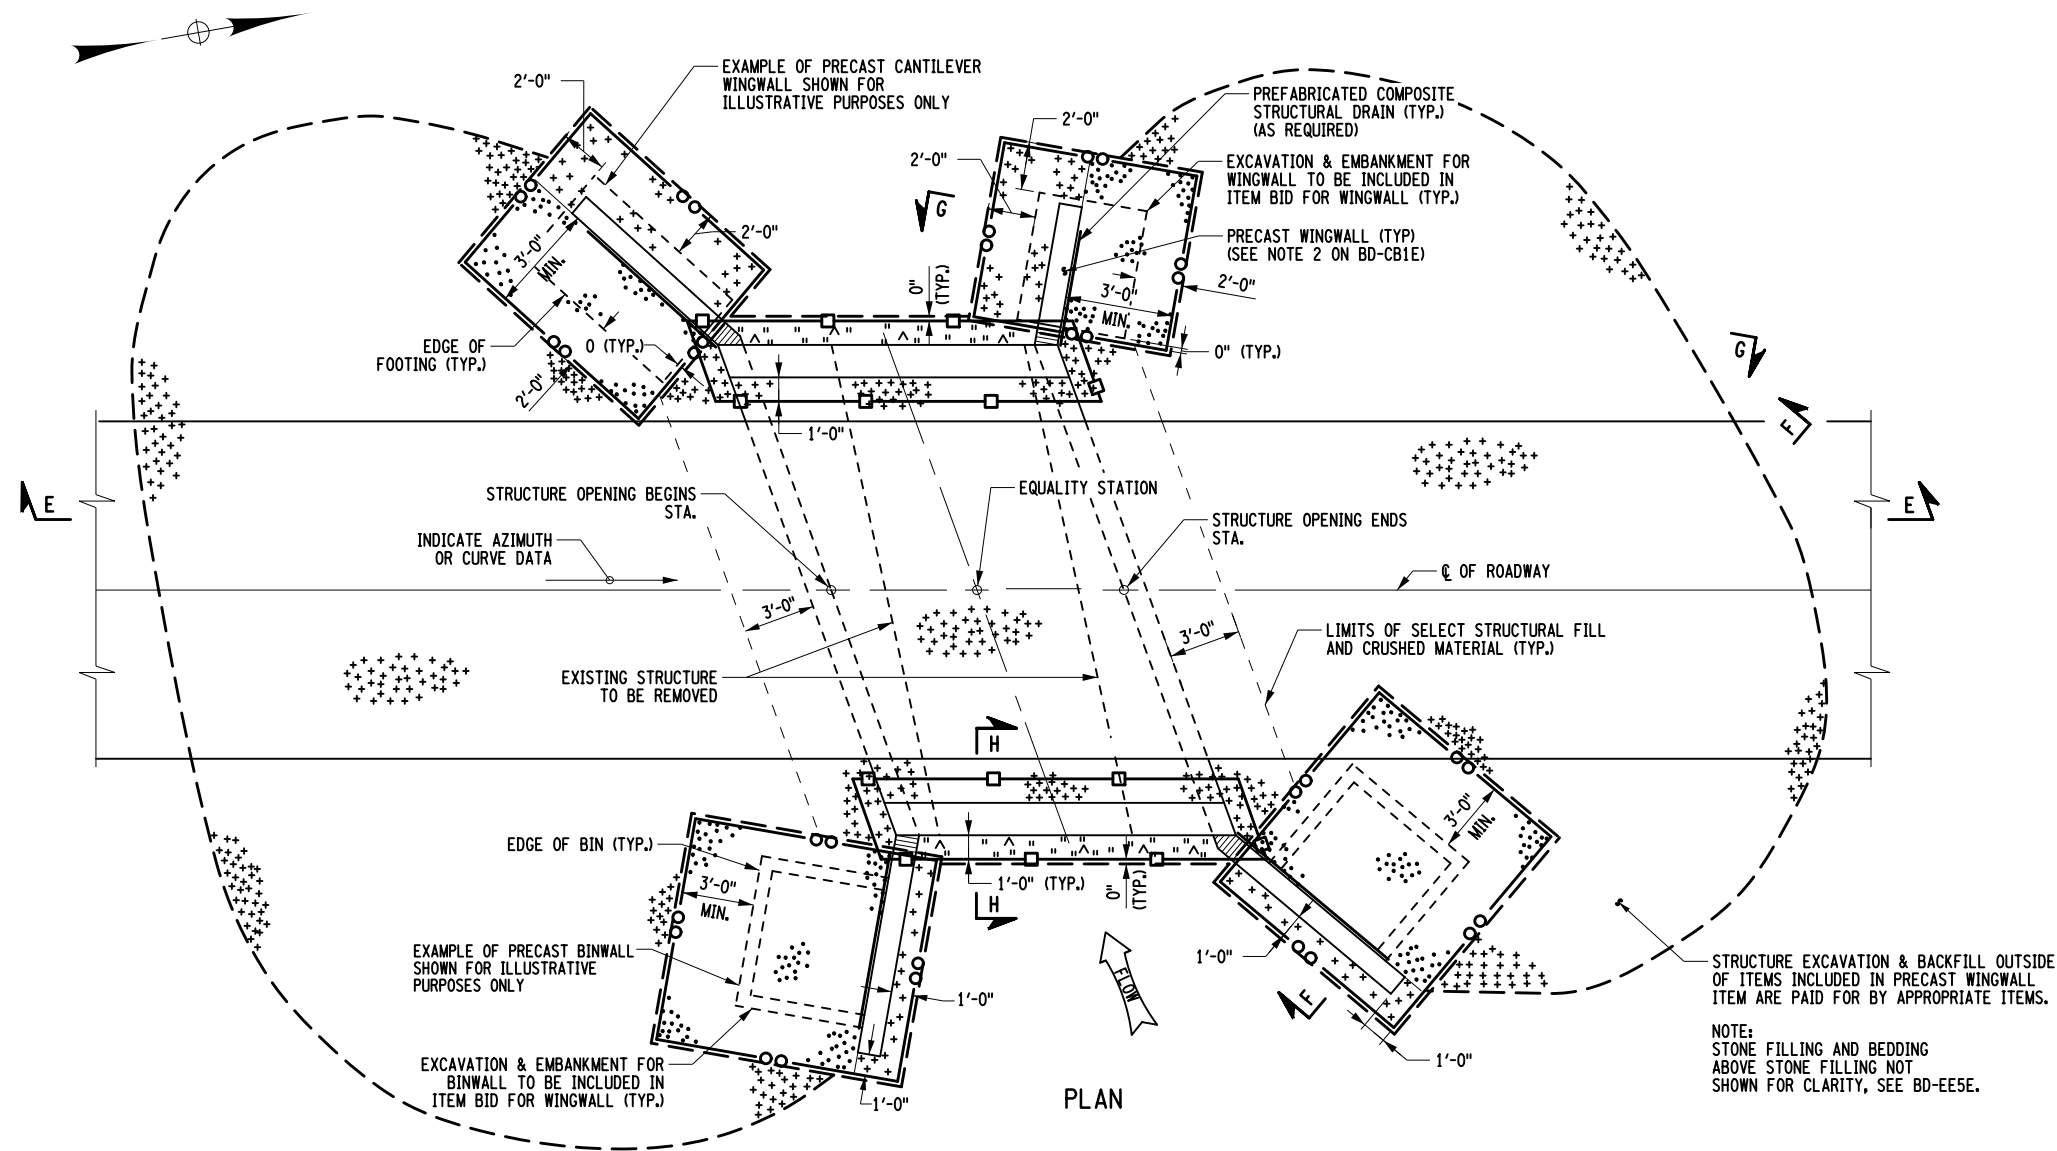 EXAMPLE OF PRECAST CANTILEVER
WINGWALL SHOWN FOR
ILLUSTRATIVE PURPOSES ONLY
2'-0"
PREFABRICATED COMPOSITE
STRUCTURAL DRAIN (TYP.)
(AS REQUIRED)
2'-0"
2'-0"
EXCAVATION & EMBANKMENT FOR
WINGWALL TO BE INCLUDED IN
ITEM BID FOR WINGWALL (TYP.)
G
2'-0"
PRECAST WINGWALL (TYP)
(SEE NOTE 2 ON BD-CB1E)
3'-0"
MIN.
0"
(TYP.)
2'-0"
3'-0"
MIN.
EDGE OF
FOOTING (TYP.)
0 (TYP.)
0" (TYP.)
G
2'-0"
1'-0"
F
E
STRUCTURE OPENING BEGINS
STA.
EQUALITY STATION
E
STRUCTURE OPENING ENDS
STA.
INDICATE AZIMUTH
OR CURVE DATA
℄ OF ROADWAY
3'-0"
3'-0"
LIMITS OF SELECT STRUCTURAL FILL
AND CRUSHED MATERIAL (TYP.)
EXISTING STRUCTURE
TO BE REMOVED
H
3'-0"
MIN.
EDGE OF BIN (TYP.)
3'-0"
MIN.
1'-0" (TYP.)
0"
(TYP.)
H
EXAMPLE OF PRECAST BINWALL
SHOWN FOR ILLUSTRATIVE
PURPOSES ONLY
1'-0"
FLOW
1'-0"
F
STRUCTURE EXCAVATION & BACKFILL OUTSIDE
OF ITEMS INCLUDED IN PRECAST WINGWALL
ITEM ARE PAID FOR BY APPROPRIATE ITEMS.
NOTE:
STONE FILLING AND BEDDING
ABOVE STONE FILLING NOT
SHOWN FOR CLARITY, SEE BD-EE5E.
EXCAVATION & EMBANKMENT FOR
BINWALL TO BE INCLUDED IN
ITEM BID FOR WINGWALL (TYP.)
1'-0"
1'-0"
PLAN